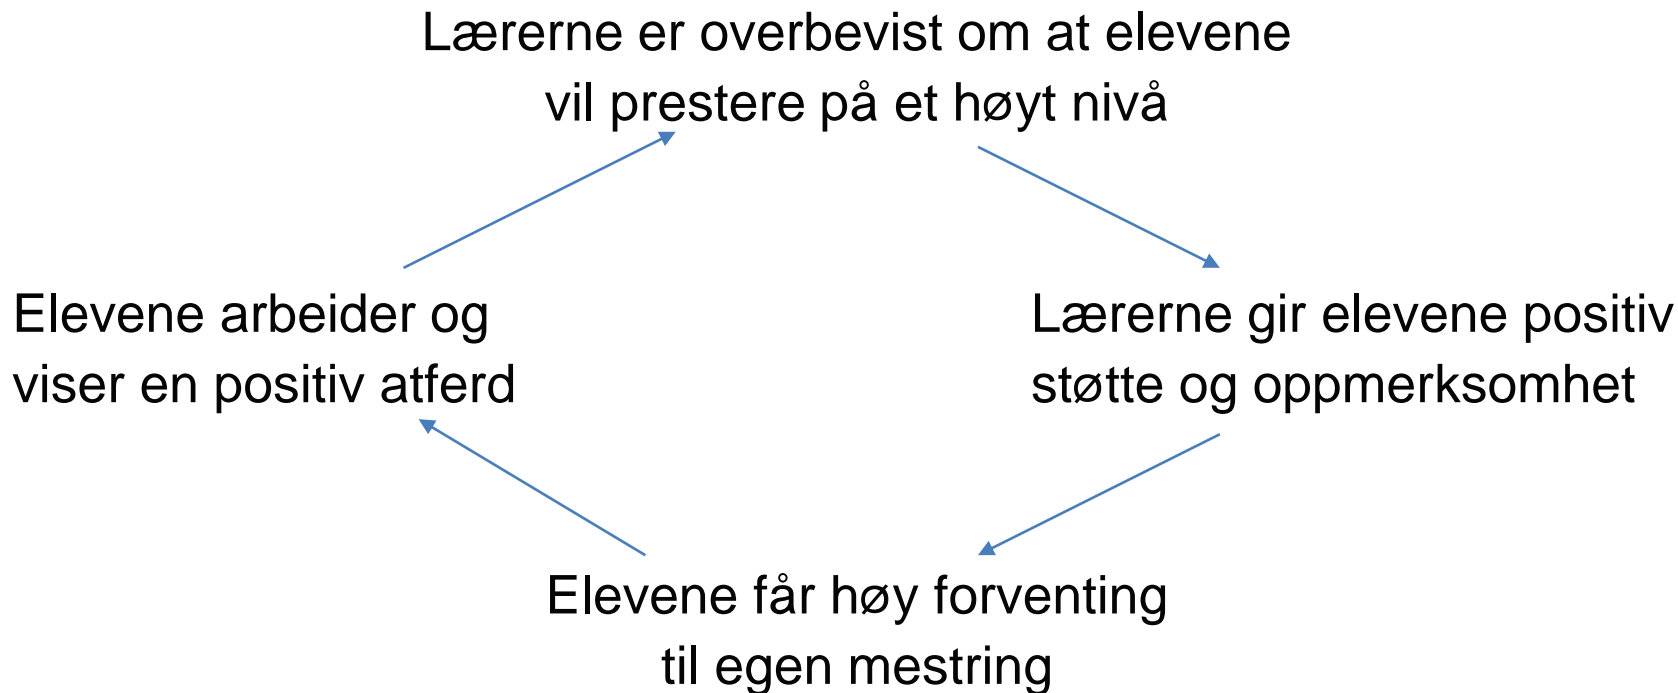 Lærerne er overbevist om at elevene
vil prestere på et høyt nivå
Elevene arbeider og
viser en positiv atferd
Lærerne gir elevene positiv
støtte og oppmerksomhet
Elevene får høy forventing
til egen mestring